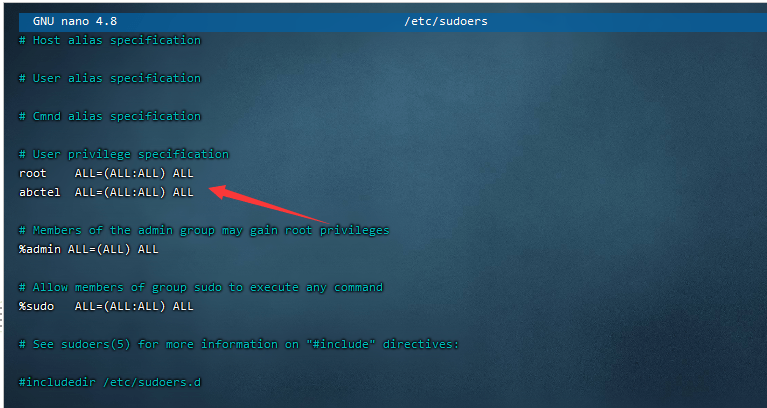 GNU nano 4.8 /etc/sudoers
# Host alias specification
# User alias specification
# Cmnd alias specification
# User privilege specification
root ALL=(ALL:ALL) ALL
abctel ALL=(ALL:ALL) ALL
# Members of the admin group may gain root privileges
%admin ALL=(ALL) ALL
# Allow members of group sudo to execute any command
%sudo ALL=(ALL:ALL) ALL
# See sudoers(5) for more information on "#include" directives:
#includedir /etc/sudoers.d